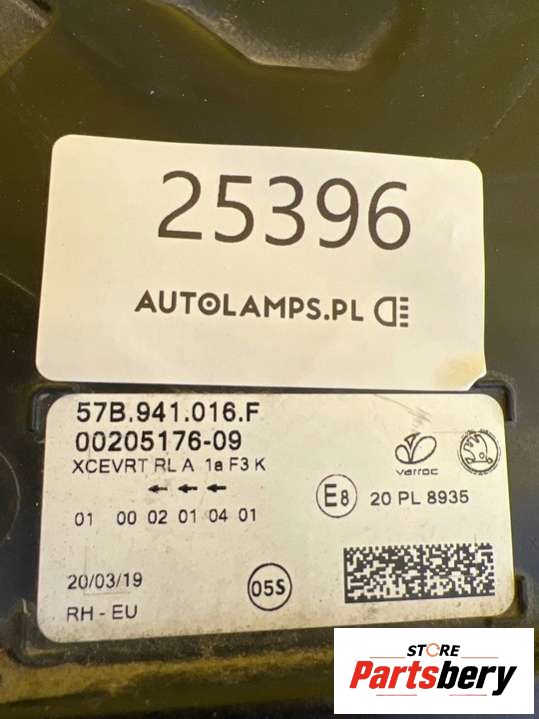 25396
AUTOLAMPS.PL
57B.941.016.F
00205176-09
XCEVRT RL A 1a F3 K
varroc
E8 20 PL 8935
01 00 02 01 04 01
20/03/19
05S
RH - EU
STORE
Partsbery